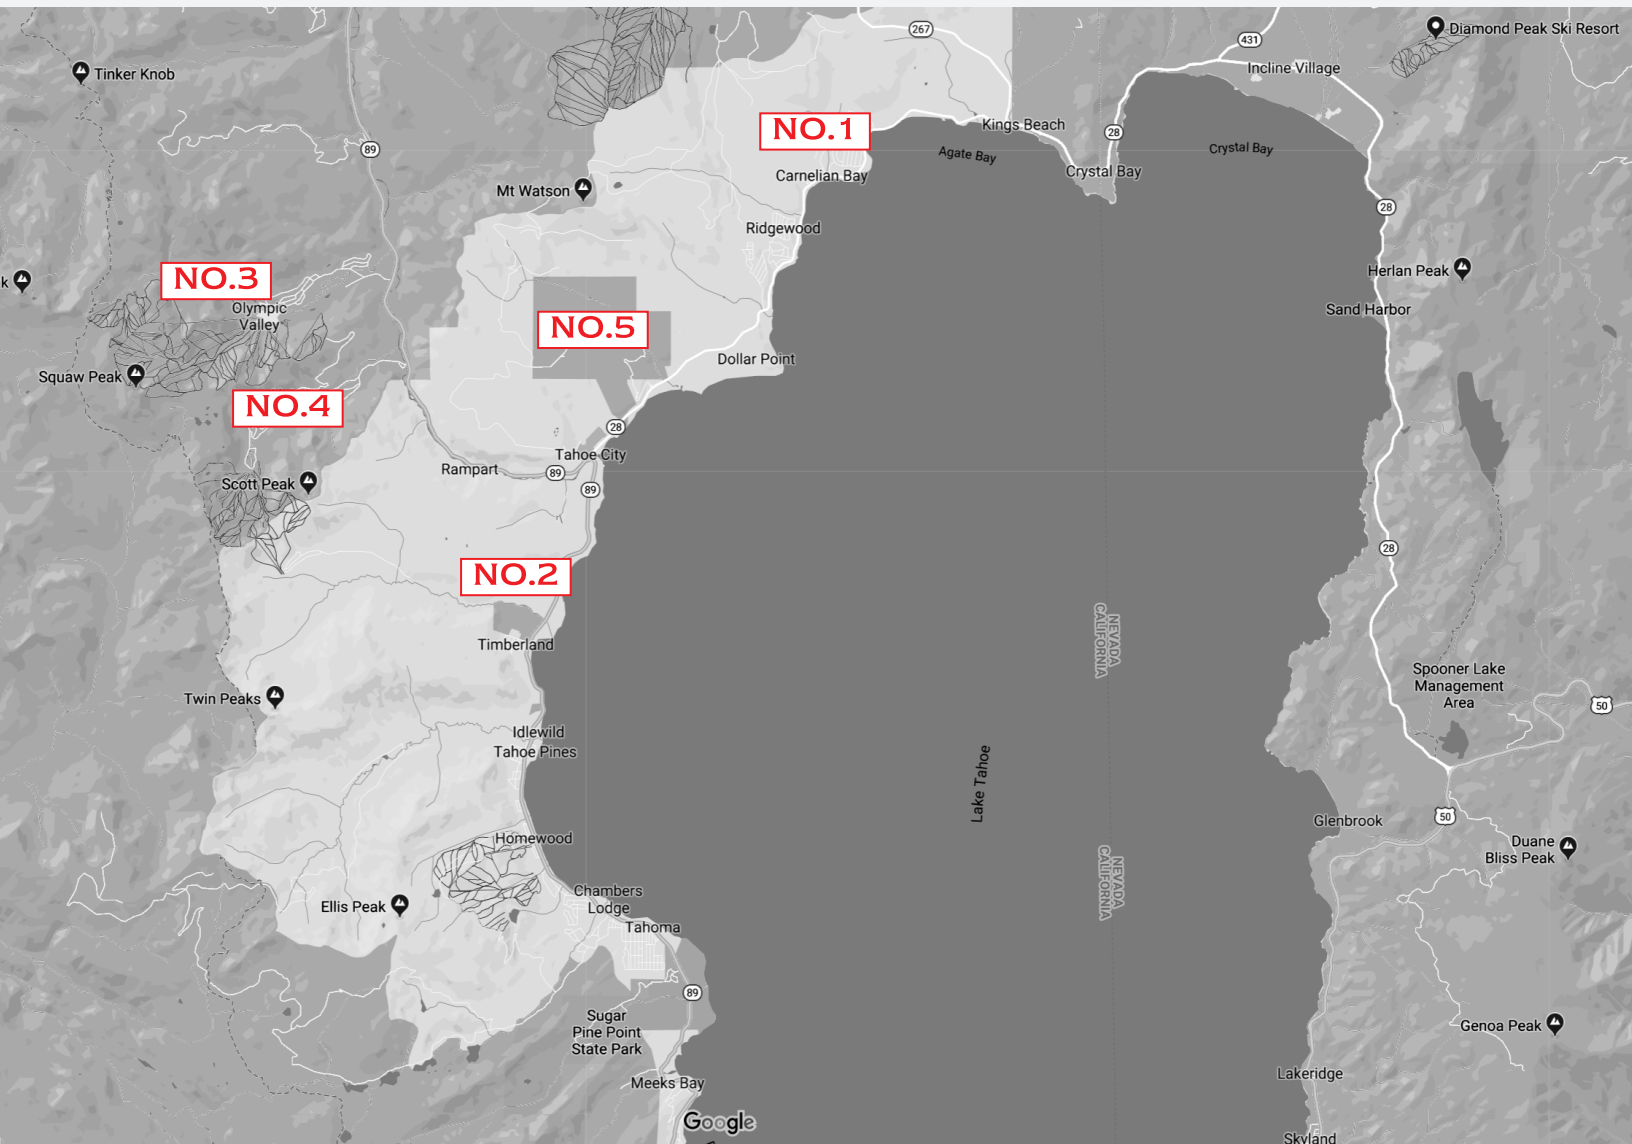 267
Diamond Peak Ski Resort
431
Incline Village
Tinker Knob
NO.1
Kings Beach
28
89
Agate Bay
Crystal Bay
Carnelian Bay
Crystal Bay
Mt Watson
28
Ridgewood
NO.3
k
Herlan Peak
Olympic
Valley
Sand Harbor
NO.5
Dollar Point
Squaw Peak
NO.4
28
Tahoe City
Rampart
89
Scott Peak
89
28
NO.2
NEVADA
CALIFORNIA
Timberland
Spooner Lake
Management
Area
Twin Peaks
50
Idlewild
Tahoe Pines
Lake Tahoe
50
Glenbrook
Homewood
Duane
Bliss Peak
NEVADA
CALIFORNIA
Chambers
Lodge
Ellis Peak
Tahoma
89
Sugar
Pine Point
State Park
Genoa Peak
Lakeridge
Meeks Bay
Google
Skyland